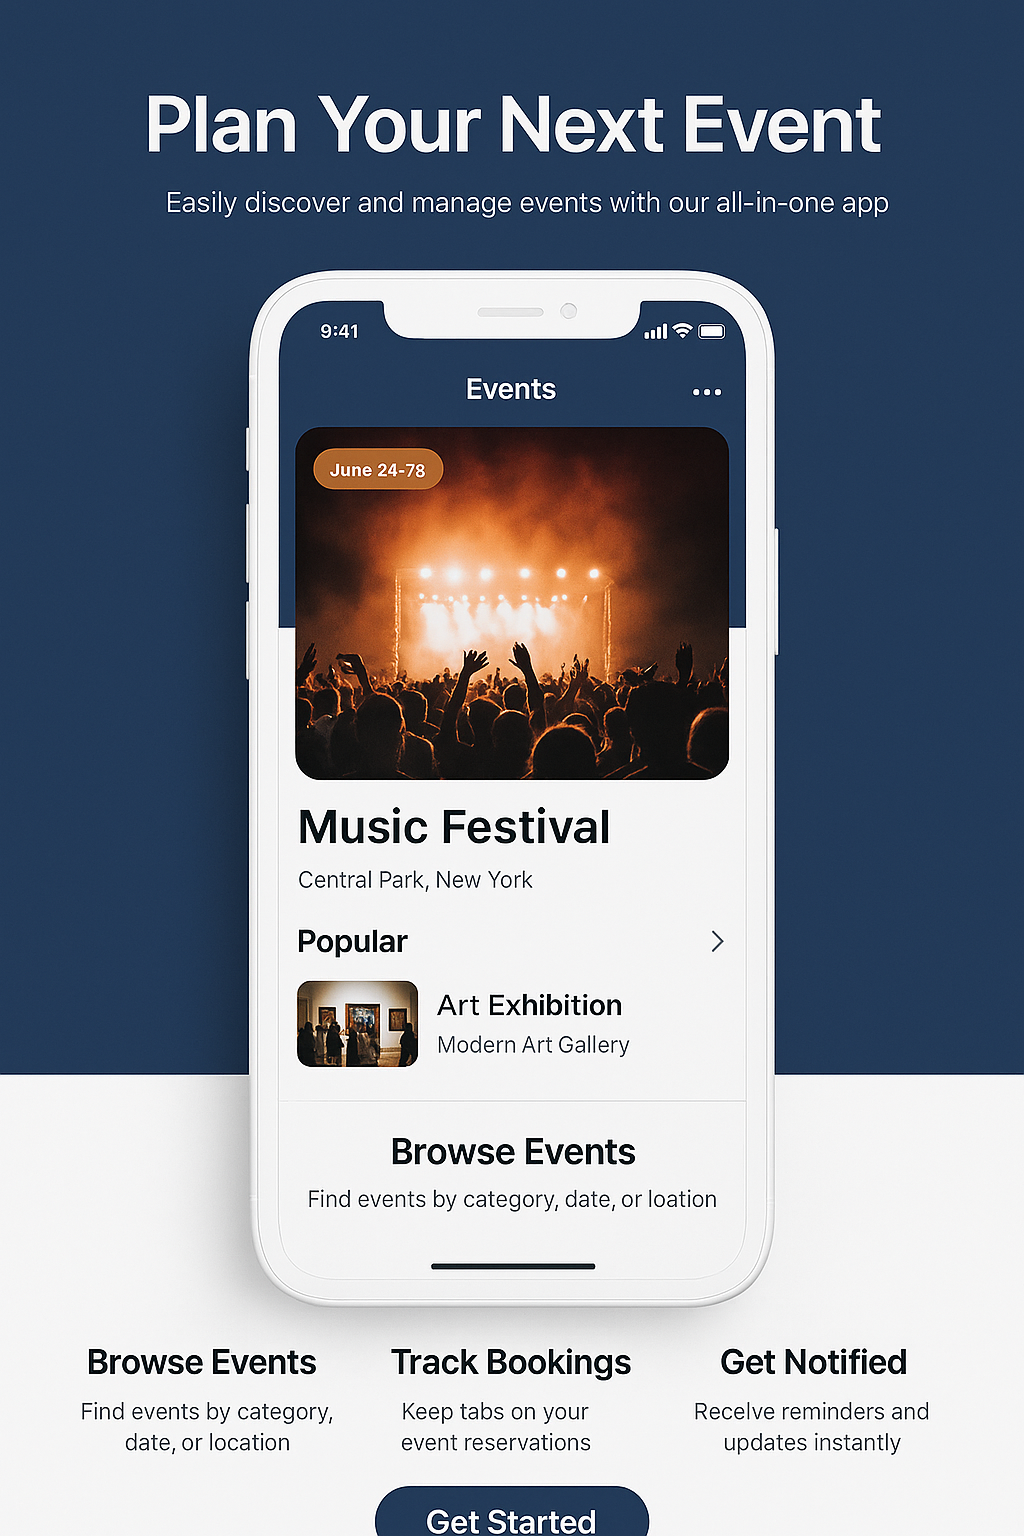 Plan Your Next Event
Easily discover and manage events with our all-in-one app
9:41
Events
June 24-78
Music Festival
Central Park, New York
Popular
Art Exhibition
Modern Art Gallery
Browse Events
Find events by category, date, or loation
Browse Events
Find events by category,
date, or location
Track Bookings
Keep tabs on your
event reservations
Get Notified
Recelve reminders and
updates instantly
Get Started